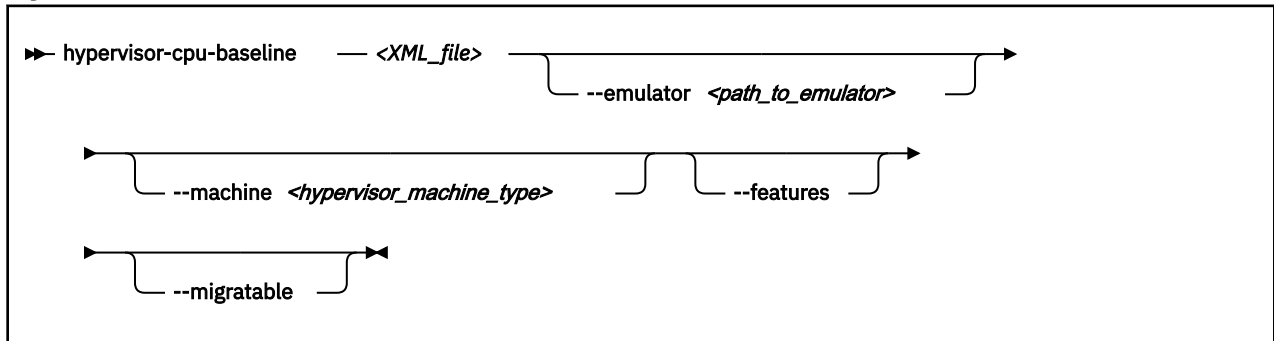 hypervisor-cpu-baseline <XML_file>
--emulator <path_to_emulator>
--machine <hypervisor_machine_type> --features
--migratable